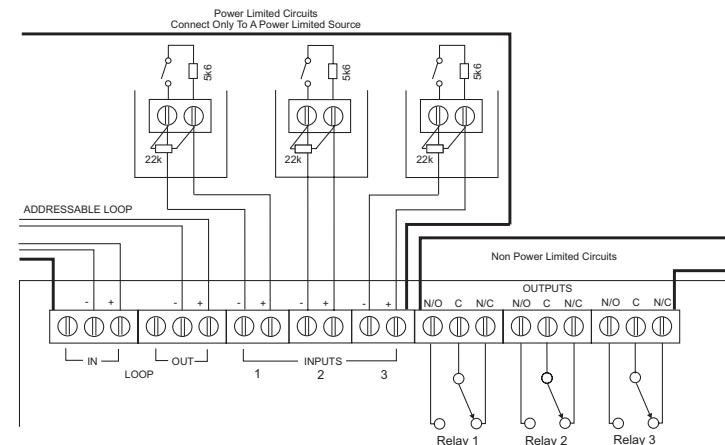 Power Limited Circuits
Connect Only To A Power Limited Source
5k6
5k6
5k6
22k
22k
22k
ADDRESSABLE LOOP
Non Power Limited Circuits
OUTPUTS
- + - + - + - + - + N/O C N/C N/O C N/C N/O C N/C
IN OUT INPUTS
LOOP 1 2 3
Relay 1 Relay 2 Relay 3